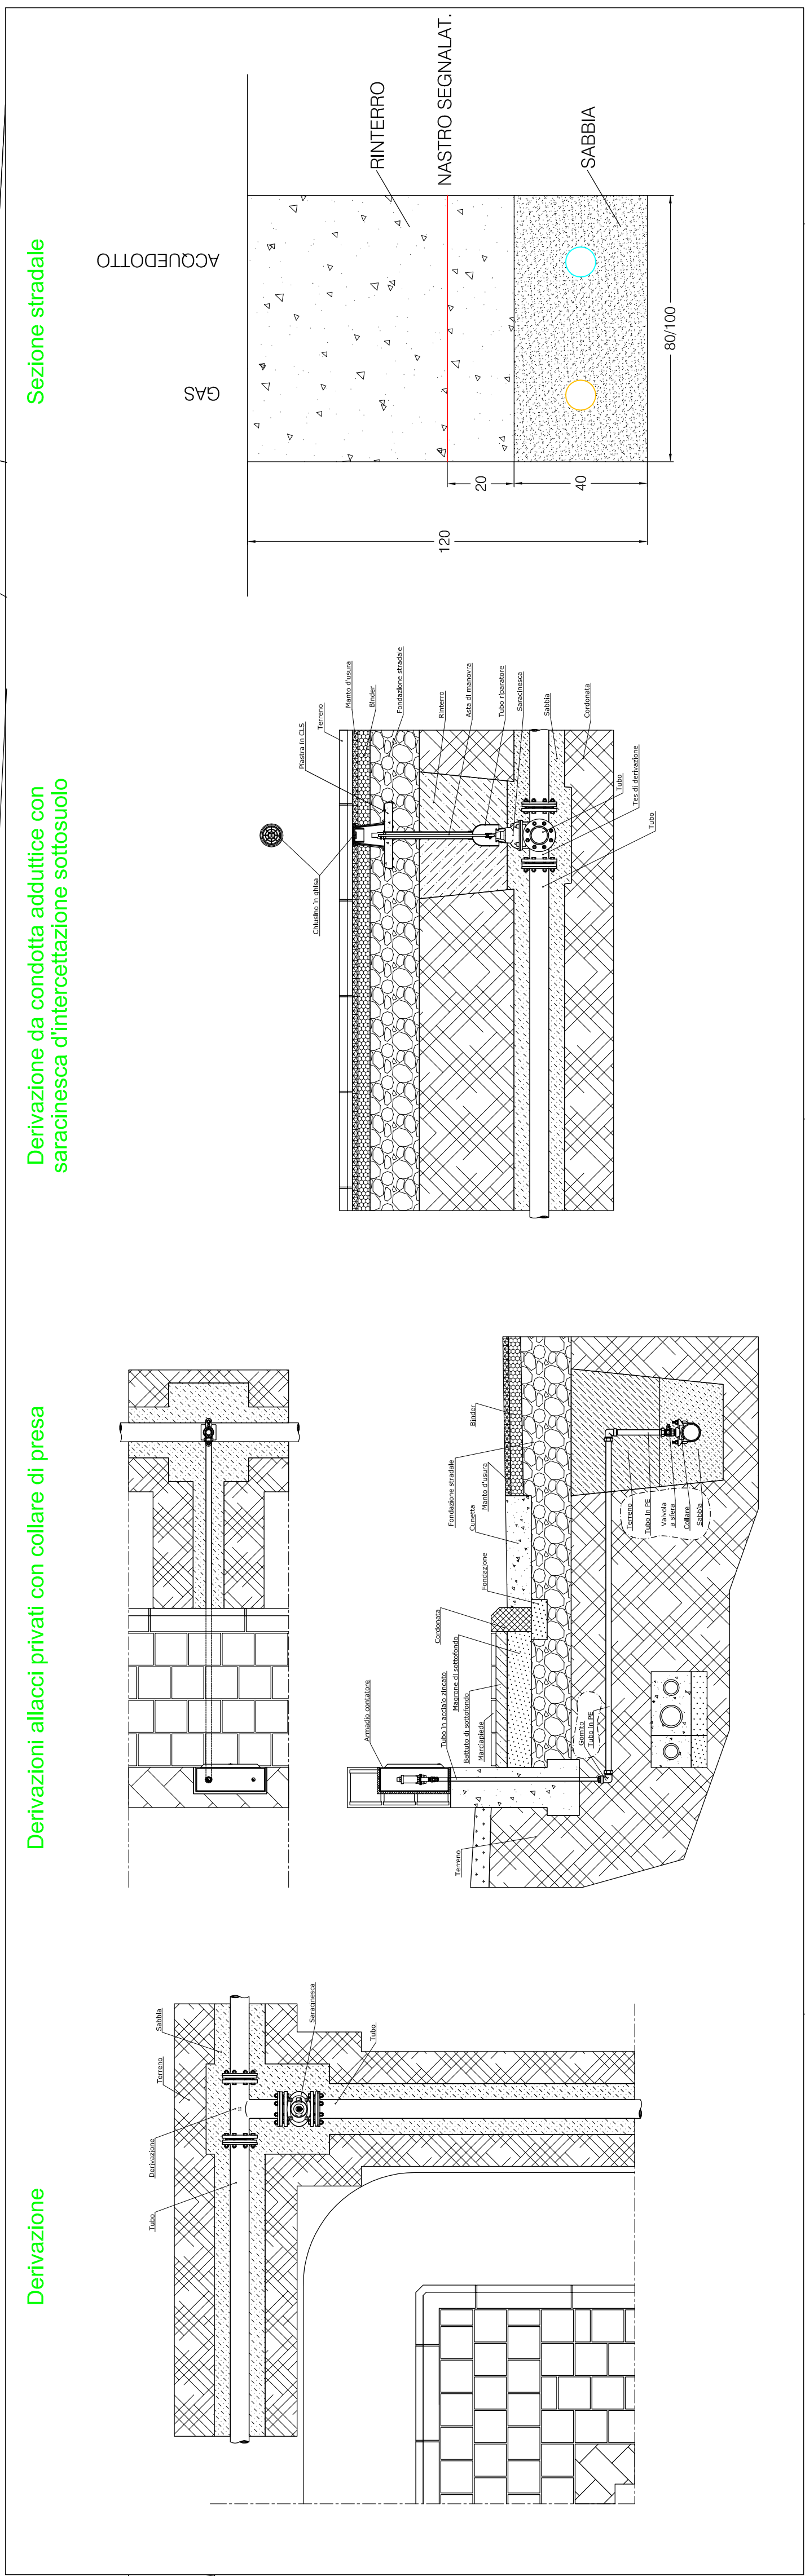 Derivazione
Tubo
Derivazione
Terreno
Sabbia
Saracinesca
Tubo
Derivazioni allacci privati con collare di presa
Terreno
Armadio contatore
Tubo in acciaio zincato
Magrone di sottofondo
Battuto di sottofondo
Marciapiede
Cordonata
Fondazione
Cunetta
Fondazione stradale
Manto d'usura
Binder
Gomito
Tubo in PE
Terreno
Tubo in PE
Valvola
a sfera
Collare
Sabbia
Derivazione da condotta adduttice con
saracinesca d'intercettazione sottosuolo
Chiusino in ghisa
Plastra in CLS
Terreno
Manto d'usura
Binder
Fondazione stradale
Rinterro
Asta di manovra
Tubo riparatore
Saracinesca
Sabbia
Cordonata
Tubo
Tes di derivazione
Tubo
Sezione stradale
GAS
ACQUEDOTTO
RINTERRO
NASTRO SEGNALAT.
SABBIA
120
20
40
80/100